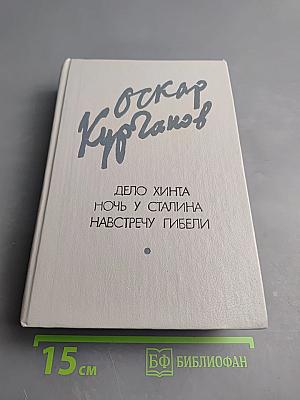 Оскар
Курганов
ДЕЛО ХИНТА
НОЧЬ У СТАЛИНА
НАВСТРЕЧУ ГИБЕЛИ
15 см
БФ БИБЛИОФАН